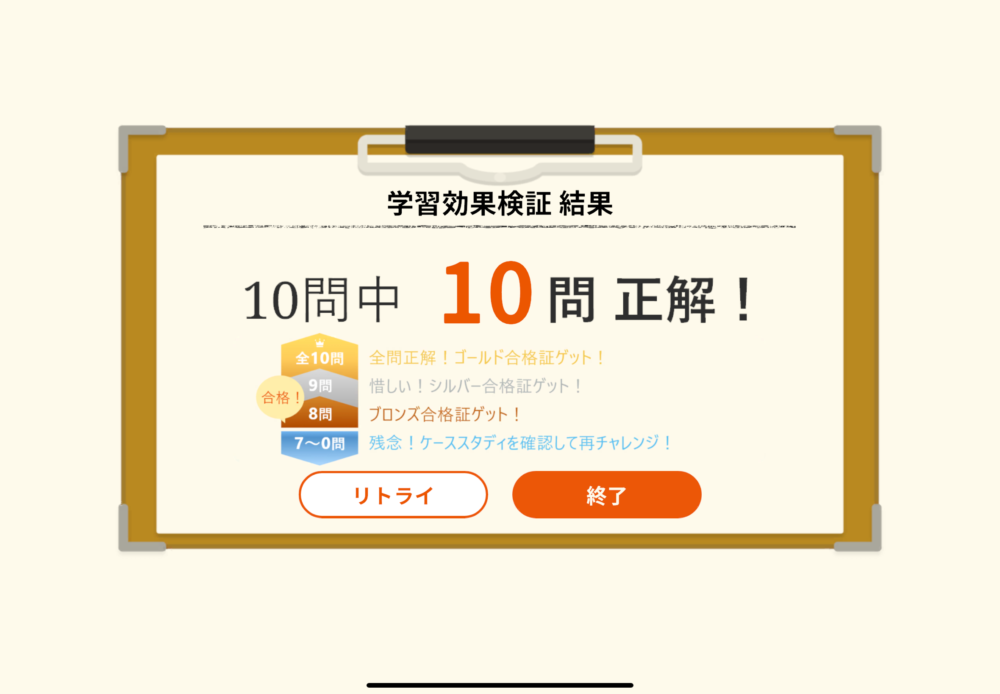 学習効果検証 結果
10問中 10 問 正解！
全10問 全問正解！ゴールド合格証ゲット！
9問 惜しい！シルバー合格証ゲット！
合格！
8問 ブロンズ合格証ゲット！
7～0問 残念！ケーススタディを確認して再チャレンジ！
リトライ 終了